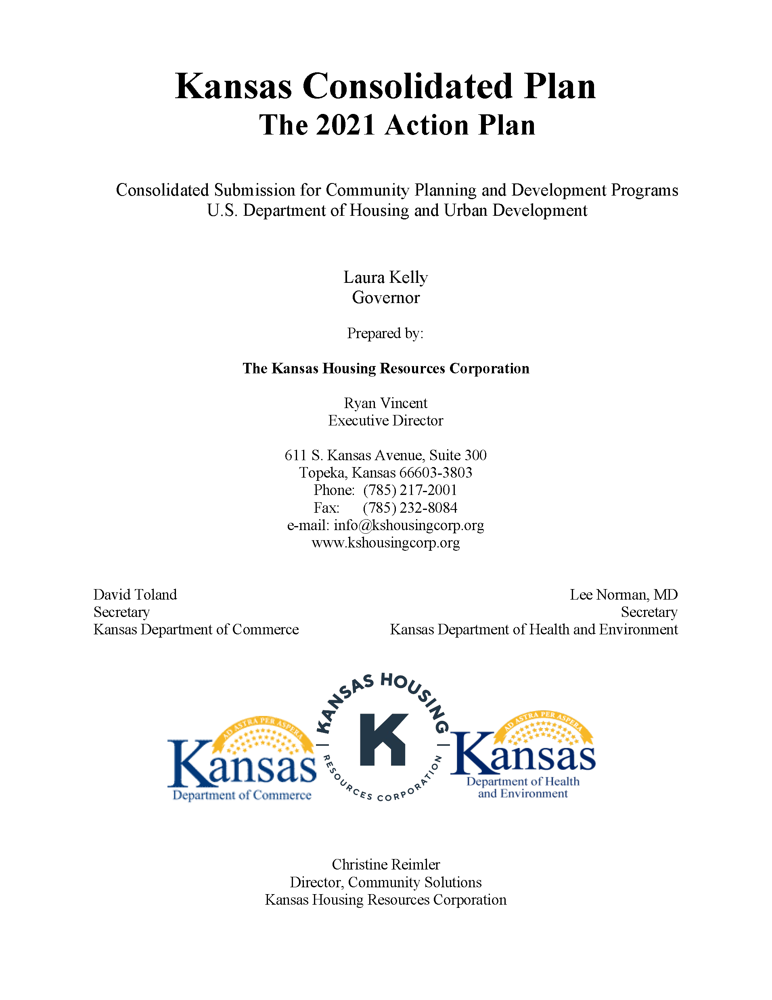 Kansas Consolidated Plan
The 2021 Action Plan
Consolidated Submission for Community Planning and Development Programs
U.S. Department of Housing and Urban Development
Laura Kelly
Governor
Prepared by:
The Kansas Housing Resources Corporation
Ryan Vincent
Executive Director
611 S. Kansas Avenue, Suite 300
Topeka, Kansas 66603-3803
Phone: (785) 217-2001
Fax: (785) 232-8084
e-mail: info@kshousingcorp.org
www.kshousingcorp.org
David Toland
Secretary
Kansas Department of Commerce
Lee Norman, MD
Secretary
Kansas Department of Health and Environment
AD ASTRA PER ASPERA
Kansas
Department of Commerce
KANSAS HOUSING
K
RESOURCES CORPORATION
AD ASTRA PER ASPERA
Kansas
Department of Health
and Environment
Christine Reimler
Director, Community Solutions
Kansas Housing Resources Corporation